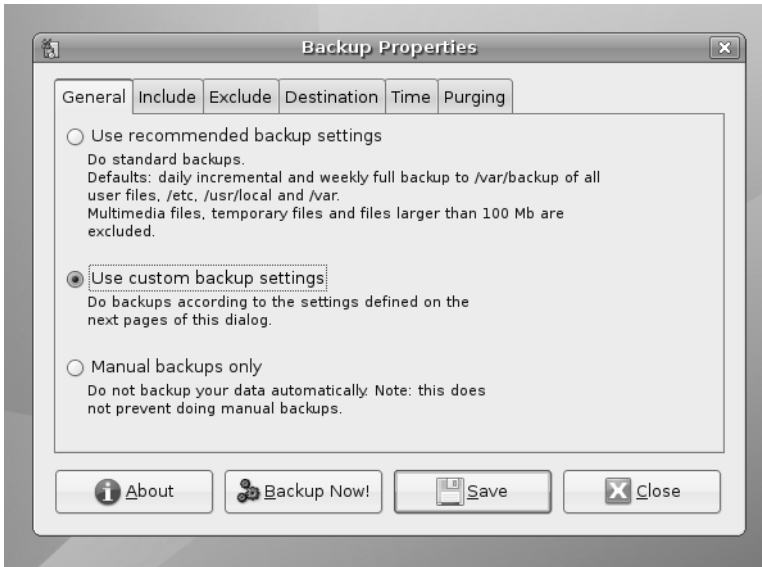 Backup Properties
General Include Exclude Destination Time Purging
Use recommended backup settings
Do standard backups.
Defaults: daily incremental and weekly full backup to /var/backup of all
user files, /etc, /usr/local and /var.
Multimedia files, temporary files and files larger than 100 Mb are
excluded.
Use custom backup settings
Do backups according to the settings defined on the
next pages of this dialog.
Manual backups only
Do not backup your data automatically. Note: this does
not prevent doing manual backups.
About Backup Now! Save Close